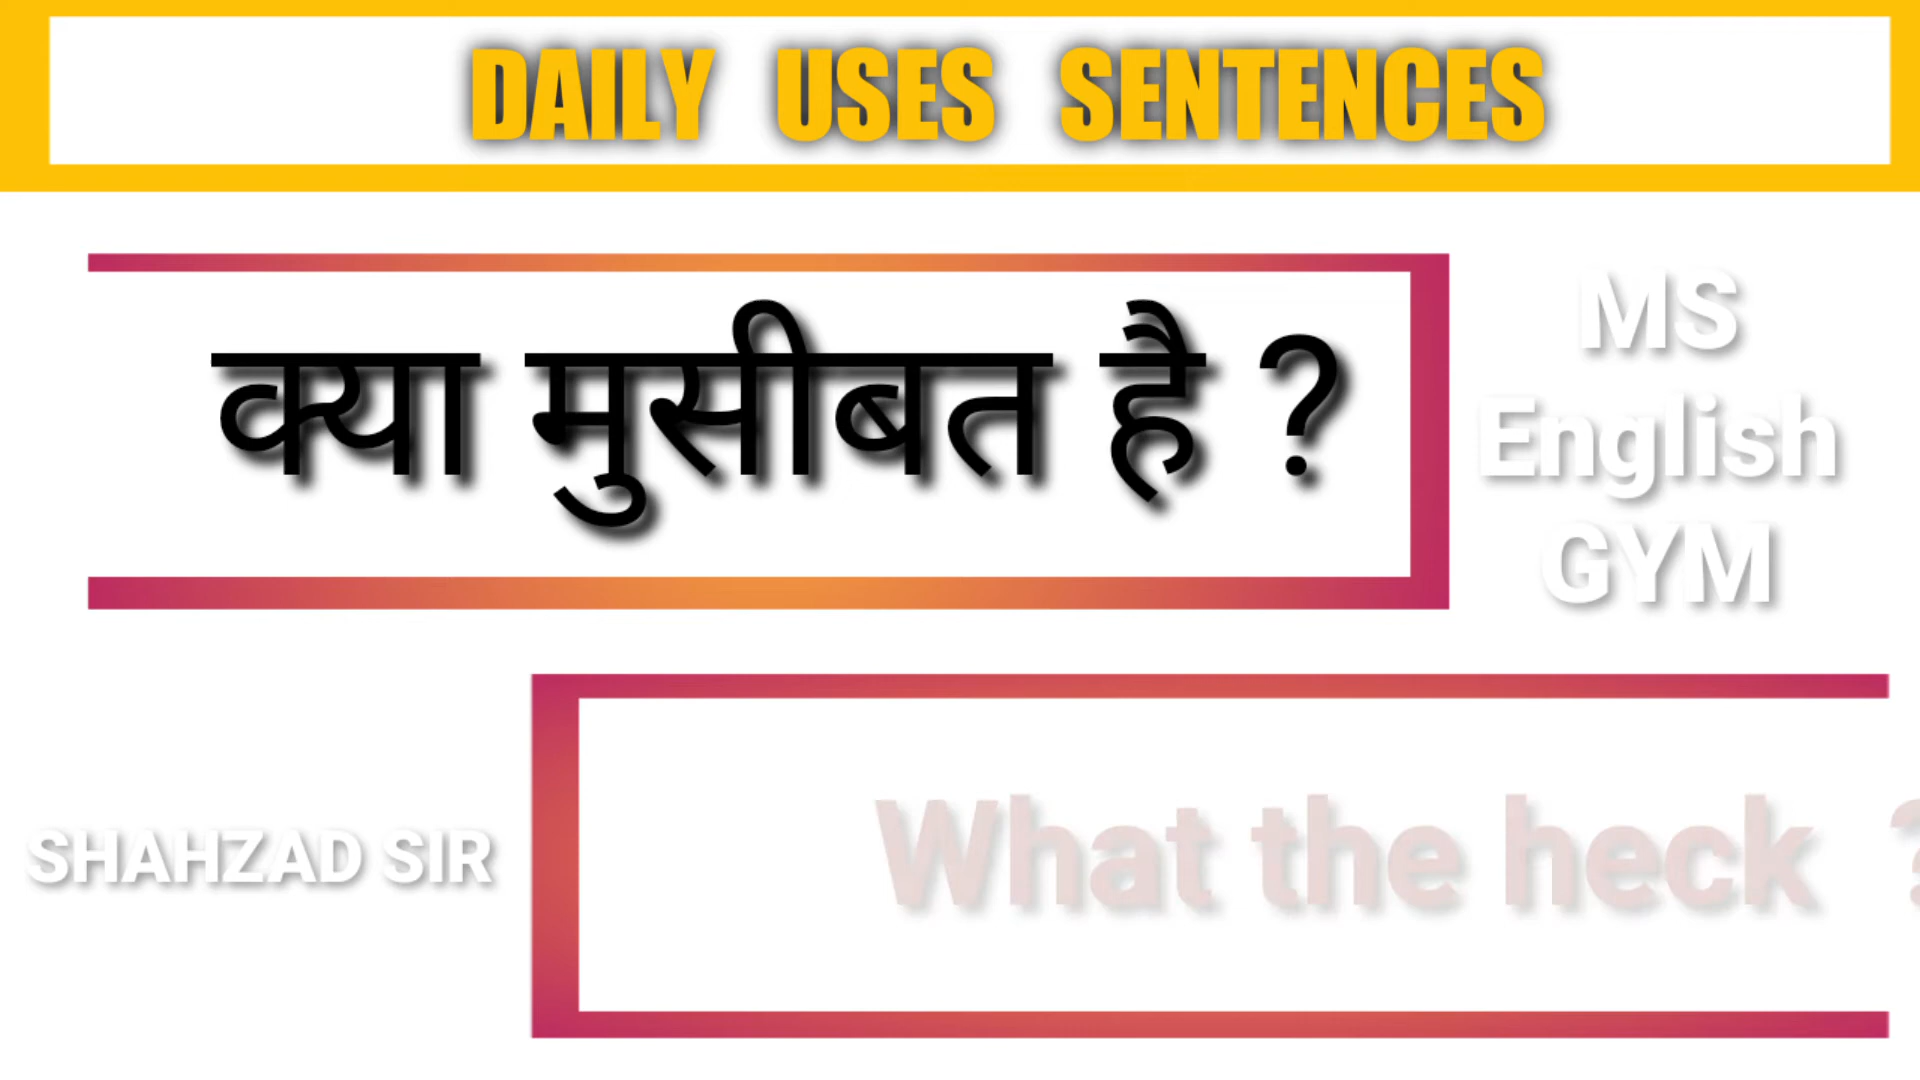 DAILY USES SENTENCES
क्या मुसीबत है ?
MS
English
GYM
What the heck ?
SHAHZAD SIR